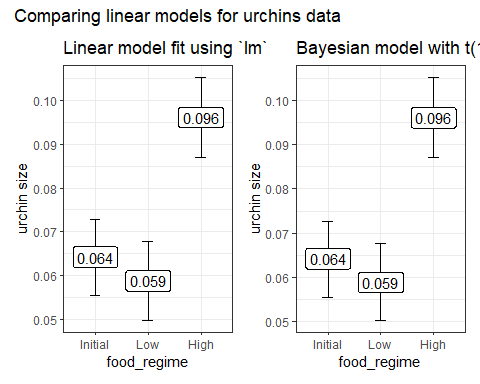 Comparing linear models for urchins data
Linear model fit using `lm`
urchin size
0.10
0.09
0.08
0.07
0.06
0.05
0.064
0.059
0.096
Initial Low High
food_regime
Bayesian model with t(
urchin size
0.10
0.09
0.08
0.07
0.06
0.05
0.064
0.059
0.096
Initial Low High
food_regime